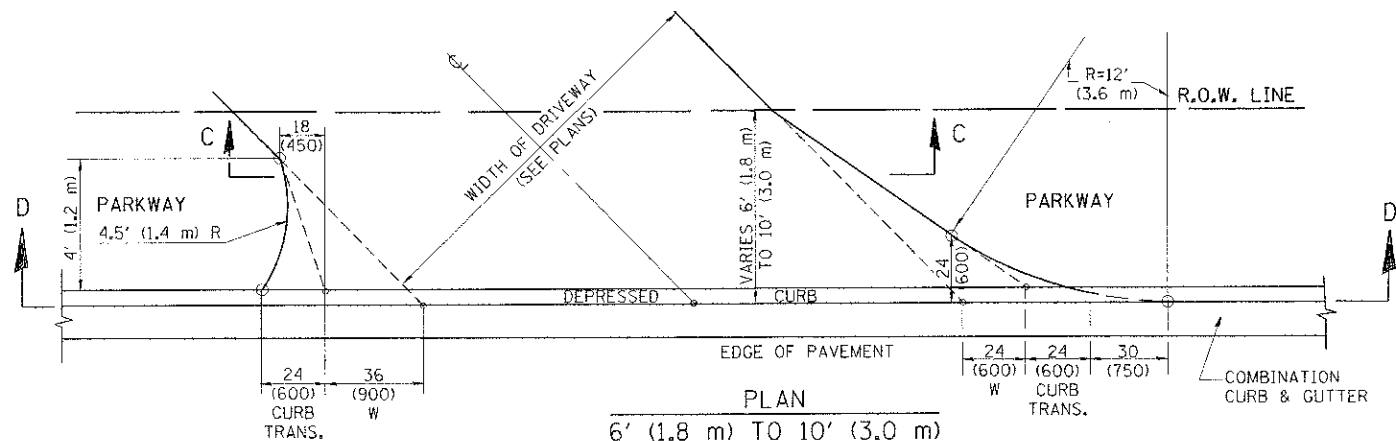 ℄
WIDTH OF DRIVEWAY
(SEE PLANS)
R=12'
(3.6 m)
R.O.W. LINE
C
18
(450)
C
4' (1.2 m)
PARKWAY
4.5' (1.4 m) R
VARIES 6' (1.8 m)
TO 10' (3.0 m)
PARKWAY
D
D
24
600)
DEPRESSED CURB
EDGE OF PAVEMENT
24
(600)
CURB
TRANS.
36
(900)
W
24
(600)
W
24
(600)
CURB
TRANS.
30
(750)
COMBINATION
CURB & GUTTER
PLAN
6' (1.8 m) TO 10' (3.0 m)